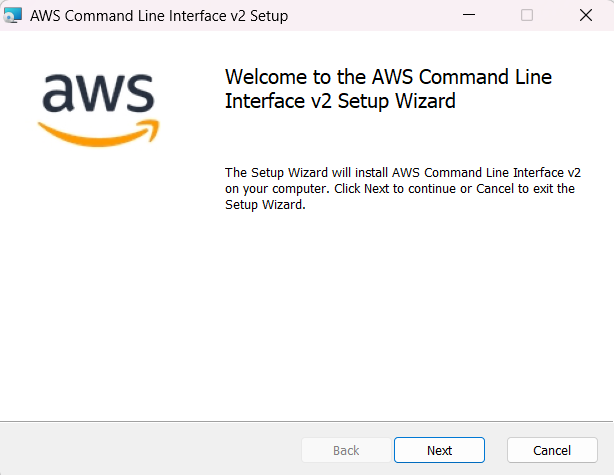 AWS Command Line Interface v2 Setup
aws
Welcome to the AWS Command Line
Interface v2 Setup Wizard
The Setup Wizard will install AWS Command Line Interface v2
on your computer. Click Next to continue or Cancel to exit the
Setup Wizard.
Back
Next
Cancel